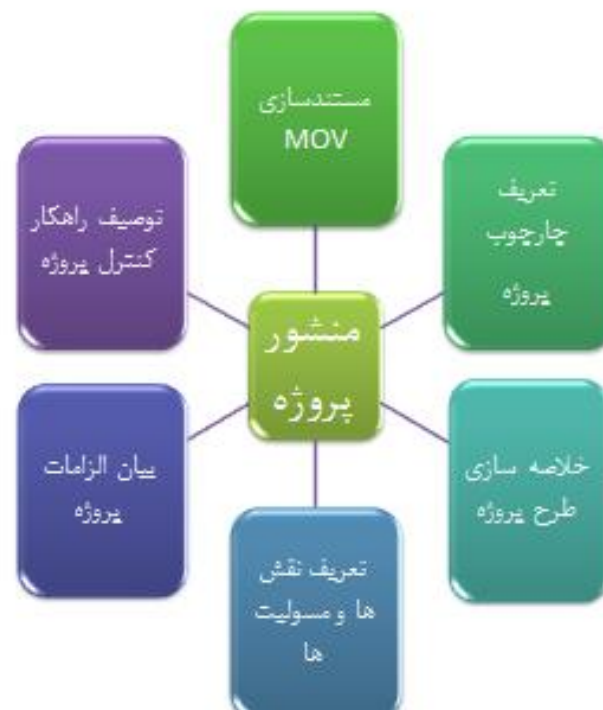 مستندسازی
MOV
تعریف
چارچوب
پروژه
خلاصه سازی
طرح پروژه
تعریف نقش
ها و مسولیت
ها
بیان الزامات
پروژه
توصیف راهکار
کنترل پروژه
منشور
پروژه